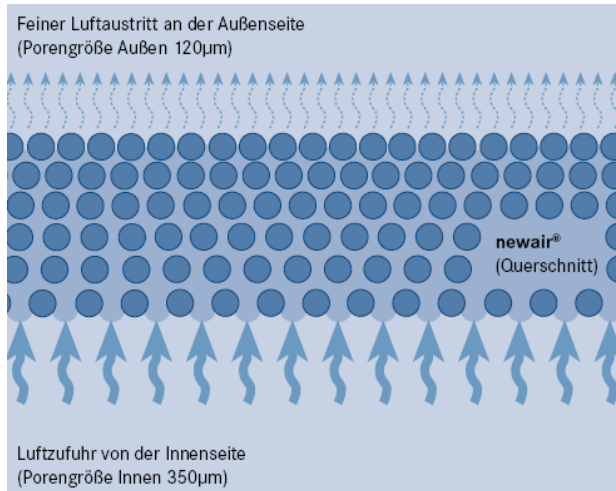 Feiner Luftaustritt an der Außenseite
(Porengröße Außen 120µm)
newair®
(Querschnitt)
Luftzufuhr von der Innenseite
(Porengröße Innen 350µm)